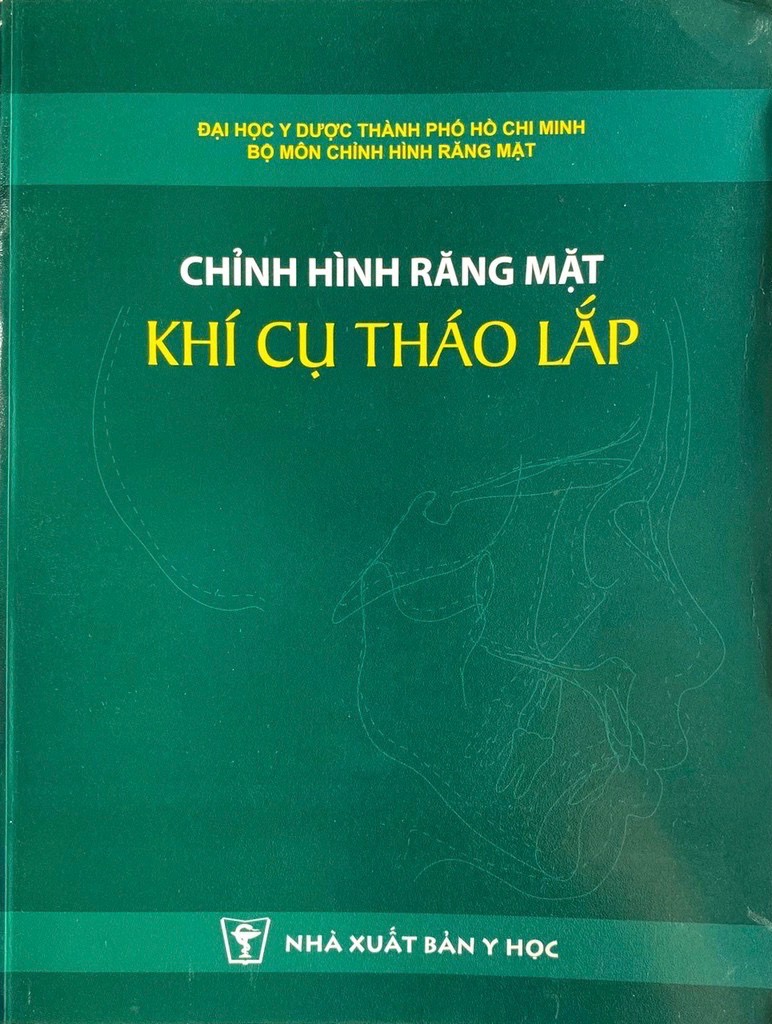 ĐẠI HỌC Y DƯỢC THÀNH PHỐ HỒ CHI MINH
BỘ MÔN CHỈNH HÌNH RĂNG MẶT
CHỈNH HÌNH RĂNG MẶT
KHÍ CỤ THÁO LẮP
NHÀ XUẤT BẢN Y HỌC